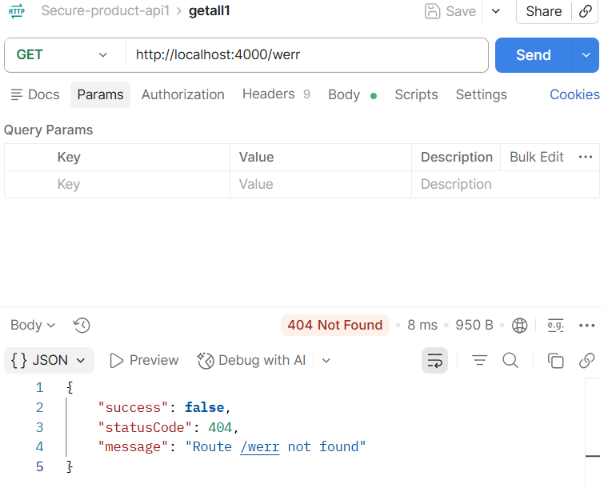 HTTP Secure-product-api1 > getall1 Save Share
GET http://localhost:4000/werr Send
Docs Params Authorization Headers 9 Body Scripts Settings Cookies
Query Params
Key Value Description Bulk Edit
Key Value Description
Body 404 Not Found 8 ms 950 B e.g.
{} JSON Preview Debug with AI
1 {
2 "success": false,
3 "statusCode": 404,
4 "message": "Route /werr not found"
5 }